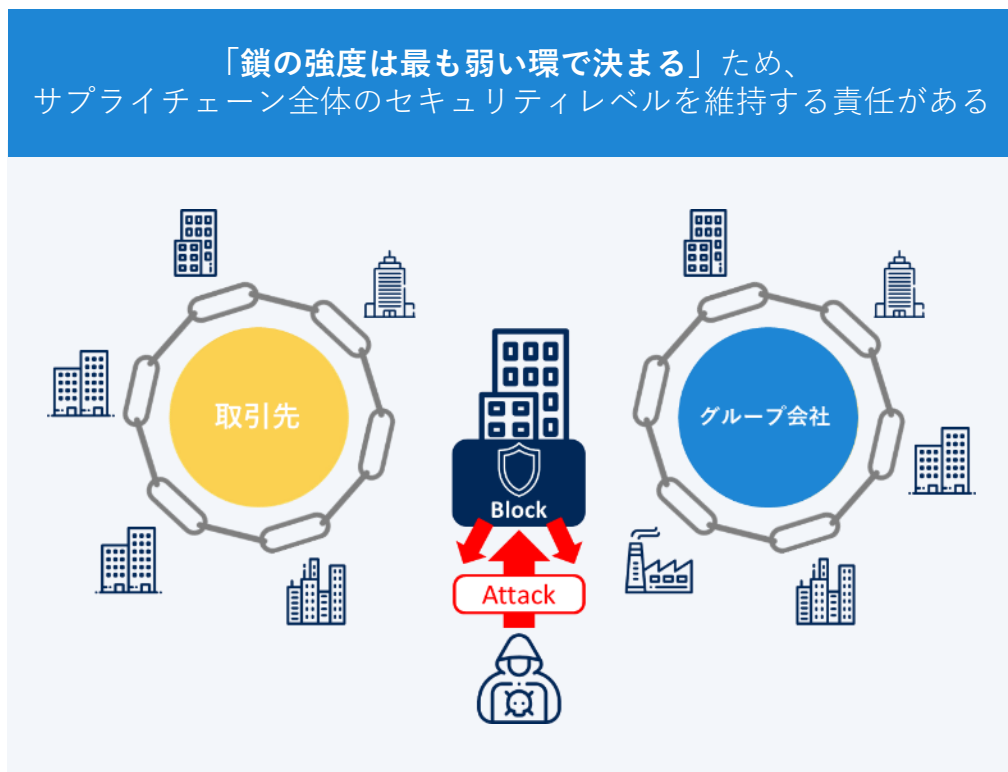 「鎖の強度は最も弱い環で決まる」ため、
サプライチェーン全体のセキュリティレベルを維持する責任がある
取引先
グループ会社
Block
Attack